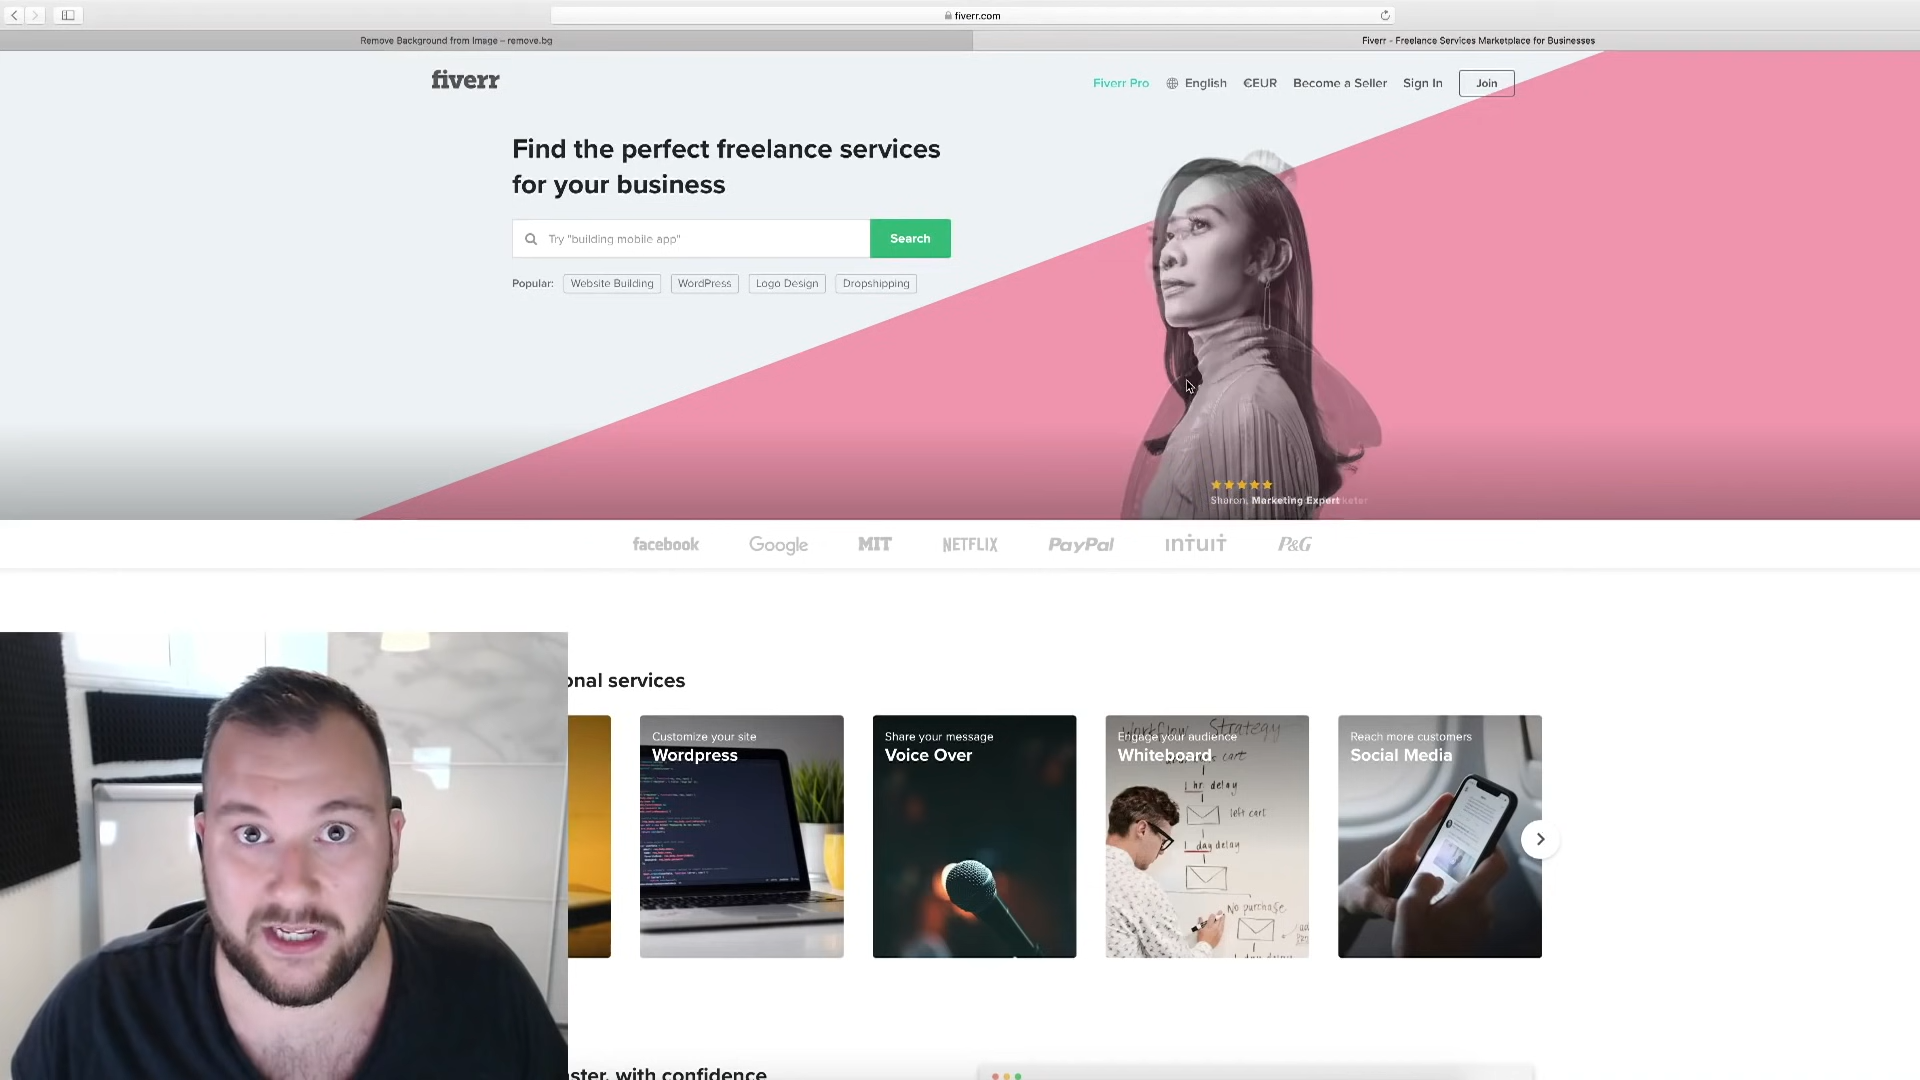 fiverr.com
Remove Background from Image – remove.bg
Fiverr - Freelance Services Marketplace for Businesses
fiverr
Fiverr Pro
English
€EUR
Become a Seller
Sign In
Join
Find the perfect freelance services
for your business
Try "building mobile app"
Search
Popular:
Website Building
WordPress
Logo Design
Dropshipping
Sharon, Marketing Expert
facebook
Google
MIT
NETFLIX
PayPal
INTUIT
P&G
onal services
Customize your site
Wordpress
Share your message
Voice Over
Engage your audience
Whiteboard
Reach more customers
Social Media
Workflow Strategy
cart
1 hr delay
left cart
1 day delay
No purchase
ster, with confidence